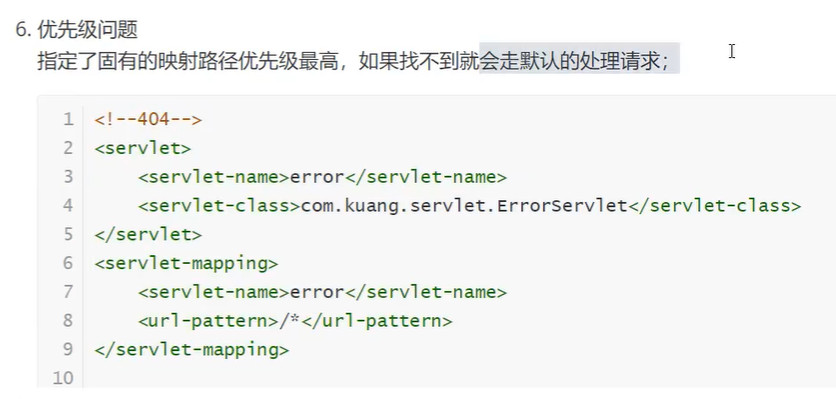 6. 优先级问题
指定了固有的映射路径优先级最高，如果找不到就会走默认的处理请求；
1 <!--404-->
2 <servlet>
3     <servlet-name>error</servlet-name>
4     <servlet-class>com.kuang.servlet.ErrorServlet</servlet-class>
5 </servlet>
6 <servlet-mapping>
7     <servlet-name>error</servlet-name>
8     <url-pattern>/*</url-pattern>
9 </servlet-mapping>
10